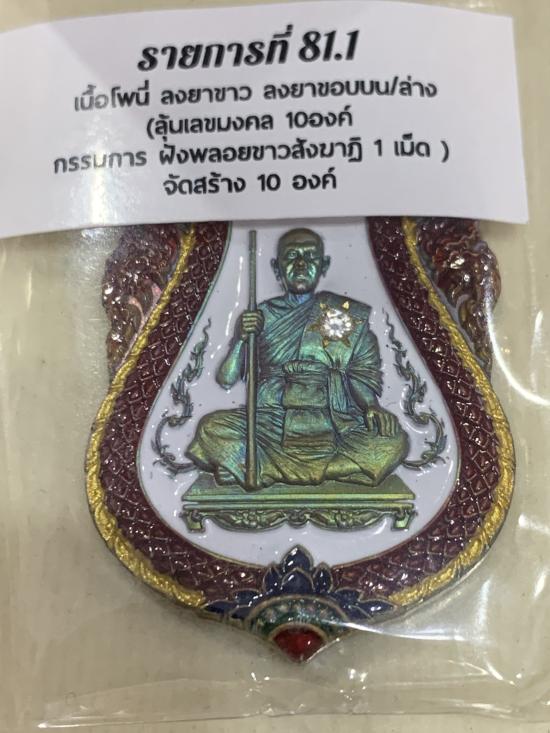 รายการที่ 81.1
เนื้อโพนี่ ลงยาขาว ลงยาขอบบน/ล่าง
(ลุ้นเลขมงคล 10องค์
กรรมการ ฝังพลอยขาวสังฆาฏิ 1 เม็ด )
จัดสร้าง 10 องค์